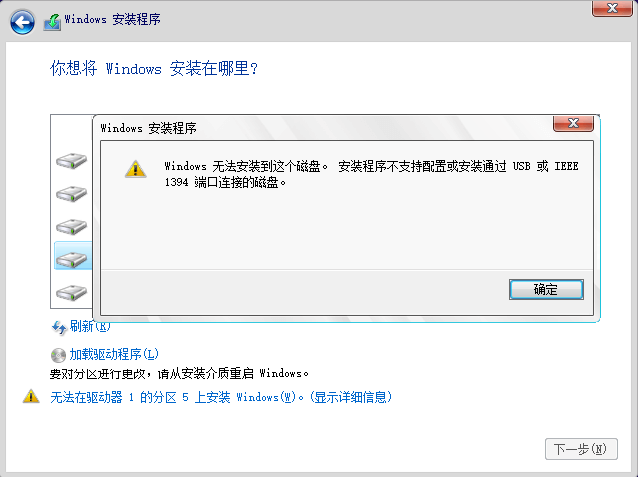 Windows 安装程序
你想将 Windows 安装在哪里?
Windows 安装程序
Windows 无法安装到这个磁盘。 安装程序不支持配置或安装通过 USB 或 IEEE
1394 端口连接的磁盘。
确定
刷新(R)
加载驱动程序(L)
要对分区进行更改，请从安装介质重启 Windows。
无法在驱动器 1 的分区 5 上安装 Windows(W)。(显示详细信息)
下一步(N)